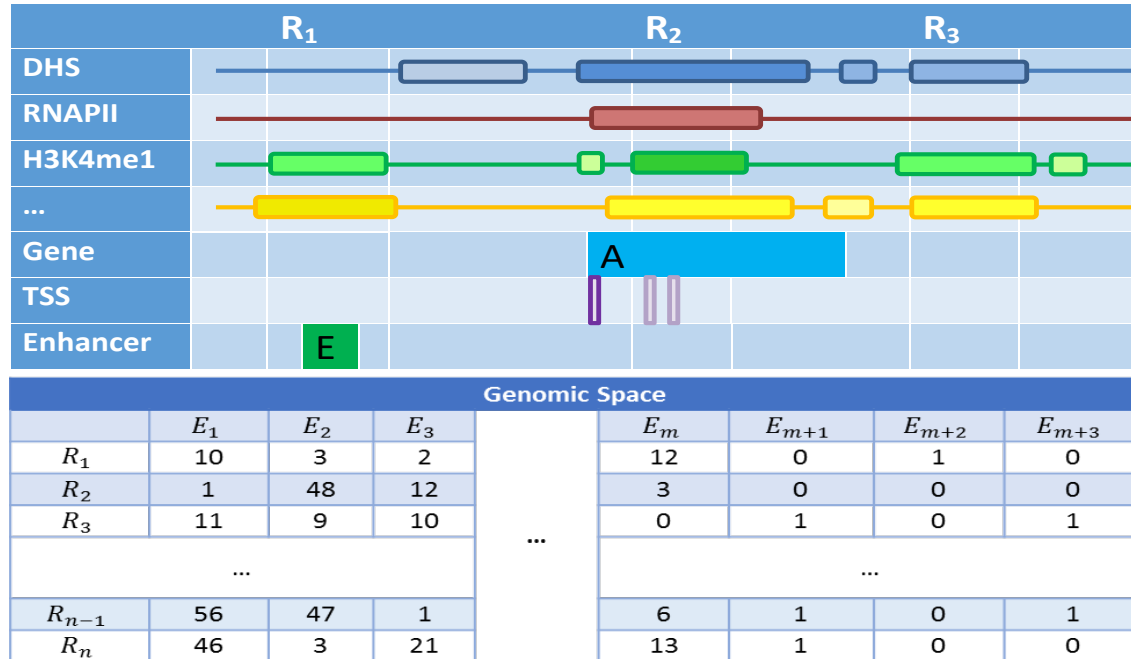 R₁ R₂ R₃
DHS
RNAPII
H3K4me1
...
Gene A
TSS
Enhancer E
Genomic Space
E₁ E₂ E₃ Eₘ Eₘ₊₁ Eₘ₊₂ Eₘ₊₃
R₁ 10 3 2 12 0 1 0
R₂ 1 48 12 3 0 0 0
R₃ 11 9 10 ... 0 1 0 1
... ...
Rₙ₋₁ 56 47 1 6 1 0 1
Rₙ 46 3 21 13 1 0 0